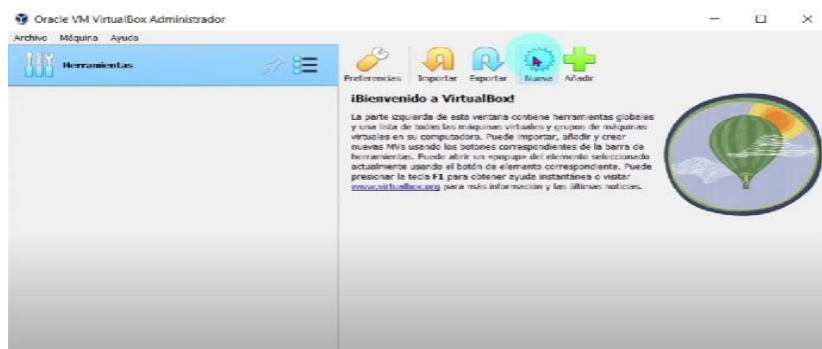 Oracle VM VirtualBox Administrador
Archivo Máquina Ayuda
Herramientas
Preferencias Importar Exportar Nueva Añadir
¡Bienvenido a VirtualBox!
La parte izquierda de esta ventana contiene herramientas globales
y una lista de todas las máquinas virtuales y grupos de máquinas
virtuales en su computadora. Puede importar, añadir y crear
nuevas MVs usando los botones correspondientes de la barra de
herramientas. Puede abrir un «popup» del elemento seleccionado
actualmente usando el botón de elemento correspondiente. Puede
presionar la tecla F1 para obtener ayuda instantánea o visitar
www.virtualbox.org para más información y las últimas noticias.